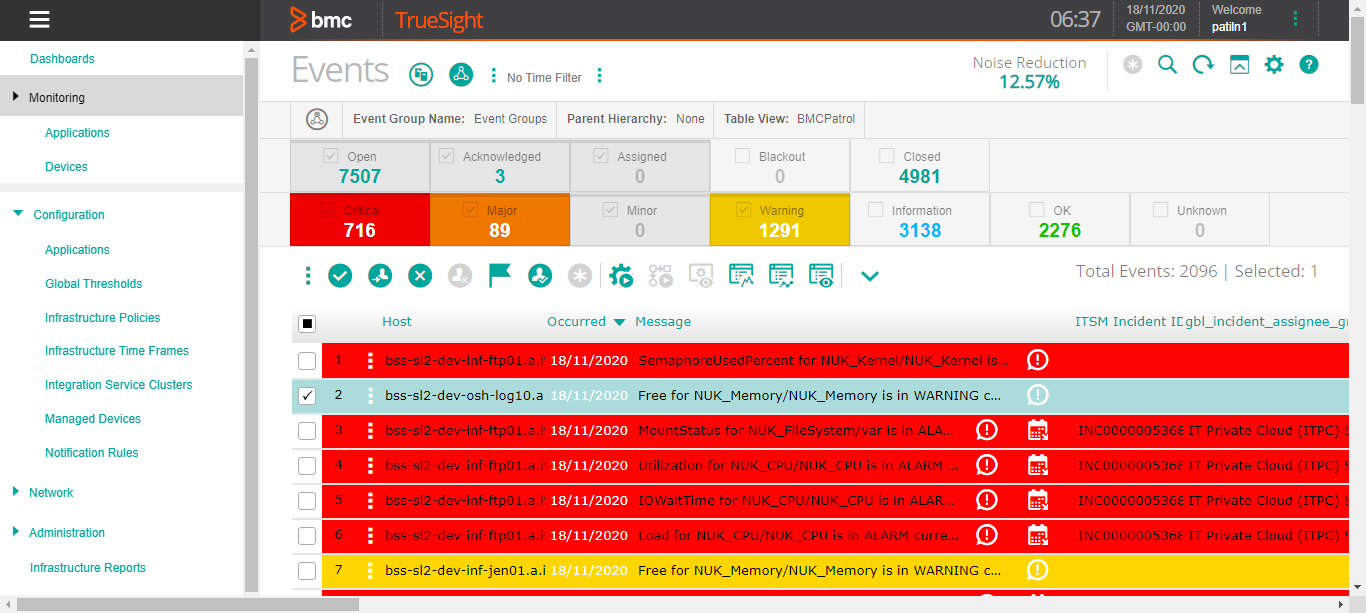 bmc TrueSight 06:37 18/11/2020 GMT-00:00 Welcome patiln1
Dashboards
Monitoring
Applications
Devices
Configuration
Applications
Global Thresholds
Infrastructure Policies
Infrastructure Time Frames
Integration Service Clusters
Managed Devices
Notification Rules
Network
Administration
Infrastructure Reports
Events No Time Filter Noise Reduction
12.57%
Event Group Name: Event Groups Parent Hierarchy: None Table View: BMCPatrol
Open Acknowledged Assigned Blackout Closed
7507 3 0 0 4981
Critical Major Minor Warning Information OK Unknown
716 89 0 1291 3138 2276 0
Total Events: 2096 | Selected: 1
Host Occurred Message ITSM Incident ID gbl_incident_assignee_gr
1 bss-sl2-dev-inf-ftp01.a.i 18/11/2020 SemaphoreUsedPercent for NUK_Kernel/NUK_Kernel is...
2 bss-sl2-dev-osh-log10.a 18/11/2020 Free for NUK_Memory/NUK_Memory is in WARNING c...
3 bss-sl2-dev-inf-ftp01.a.i 18/11/2020 MountStatus for NUK_FileSystem/var is in ALA... INC0000005368 IT Private Cloud (ITPC) S
4 bss-sl2-dev-inf-ftp01.a.i 18/11/2020 Utilization for NUK_CPU/NUK_CPU is in ALARM ... INC0000005368 IT Private Cloud (ITPC) S
5 bss-sl2-dev-inf-ftp01.a.i 18/11/2020 IOWaitTime for NUK_CPU/NUK_CPU is in ALAR... INC0000005368 IT Private Cloud (ITPC) S
6 bss-sl2-dev-inf-ftp01.a.i 18/11/2020 Load for NUK_CPU/NUK_CPU is in ALARM curre... INC0000005368 IT Private Cloud (ITPC) S
7 bss-sl2-dev-inf-jen01.a.i 18/11/2020 Free for NUK_Memory/NUK_Memory is in WARNING c...